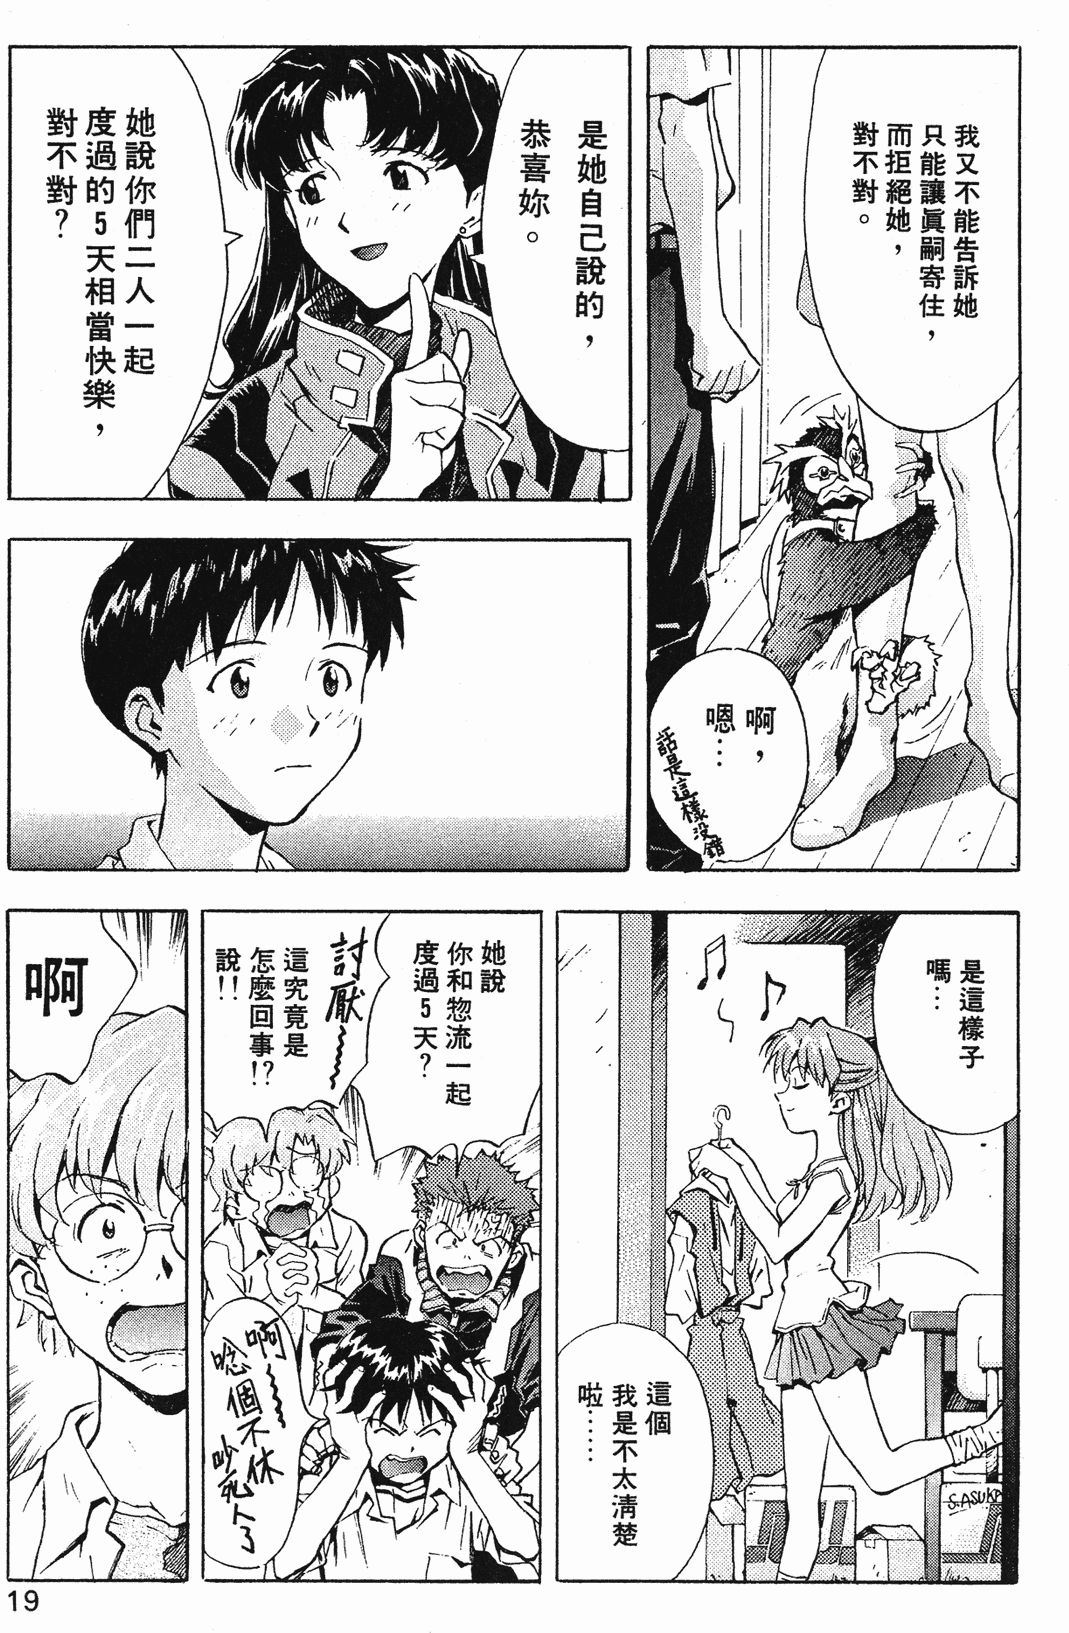 我又不能告訴她
只能讓眞嗣寄住，
而拒絕她，
對不對。
啊，
嗯…
話是這樣沒錯
是她自己說的，
恭喜妳。
她說你們二人一起
度過的5天相當快樂，
對不對？
是這樣子
嗎…
這個
我是不太清楚
啦……
S.ASUKA
她說
你和惣流一起
度過5天？
討厭～～
這究竟是
怎麼回事!?
說!!
啊～～
唸個不休
吵死人了
啊
19